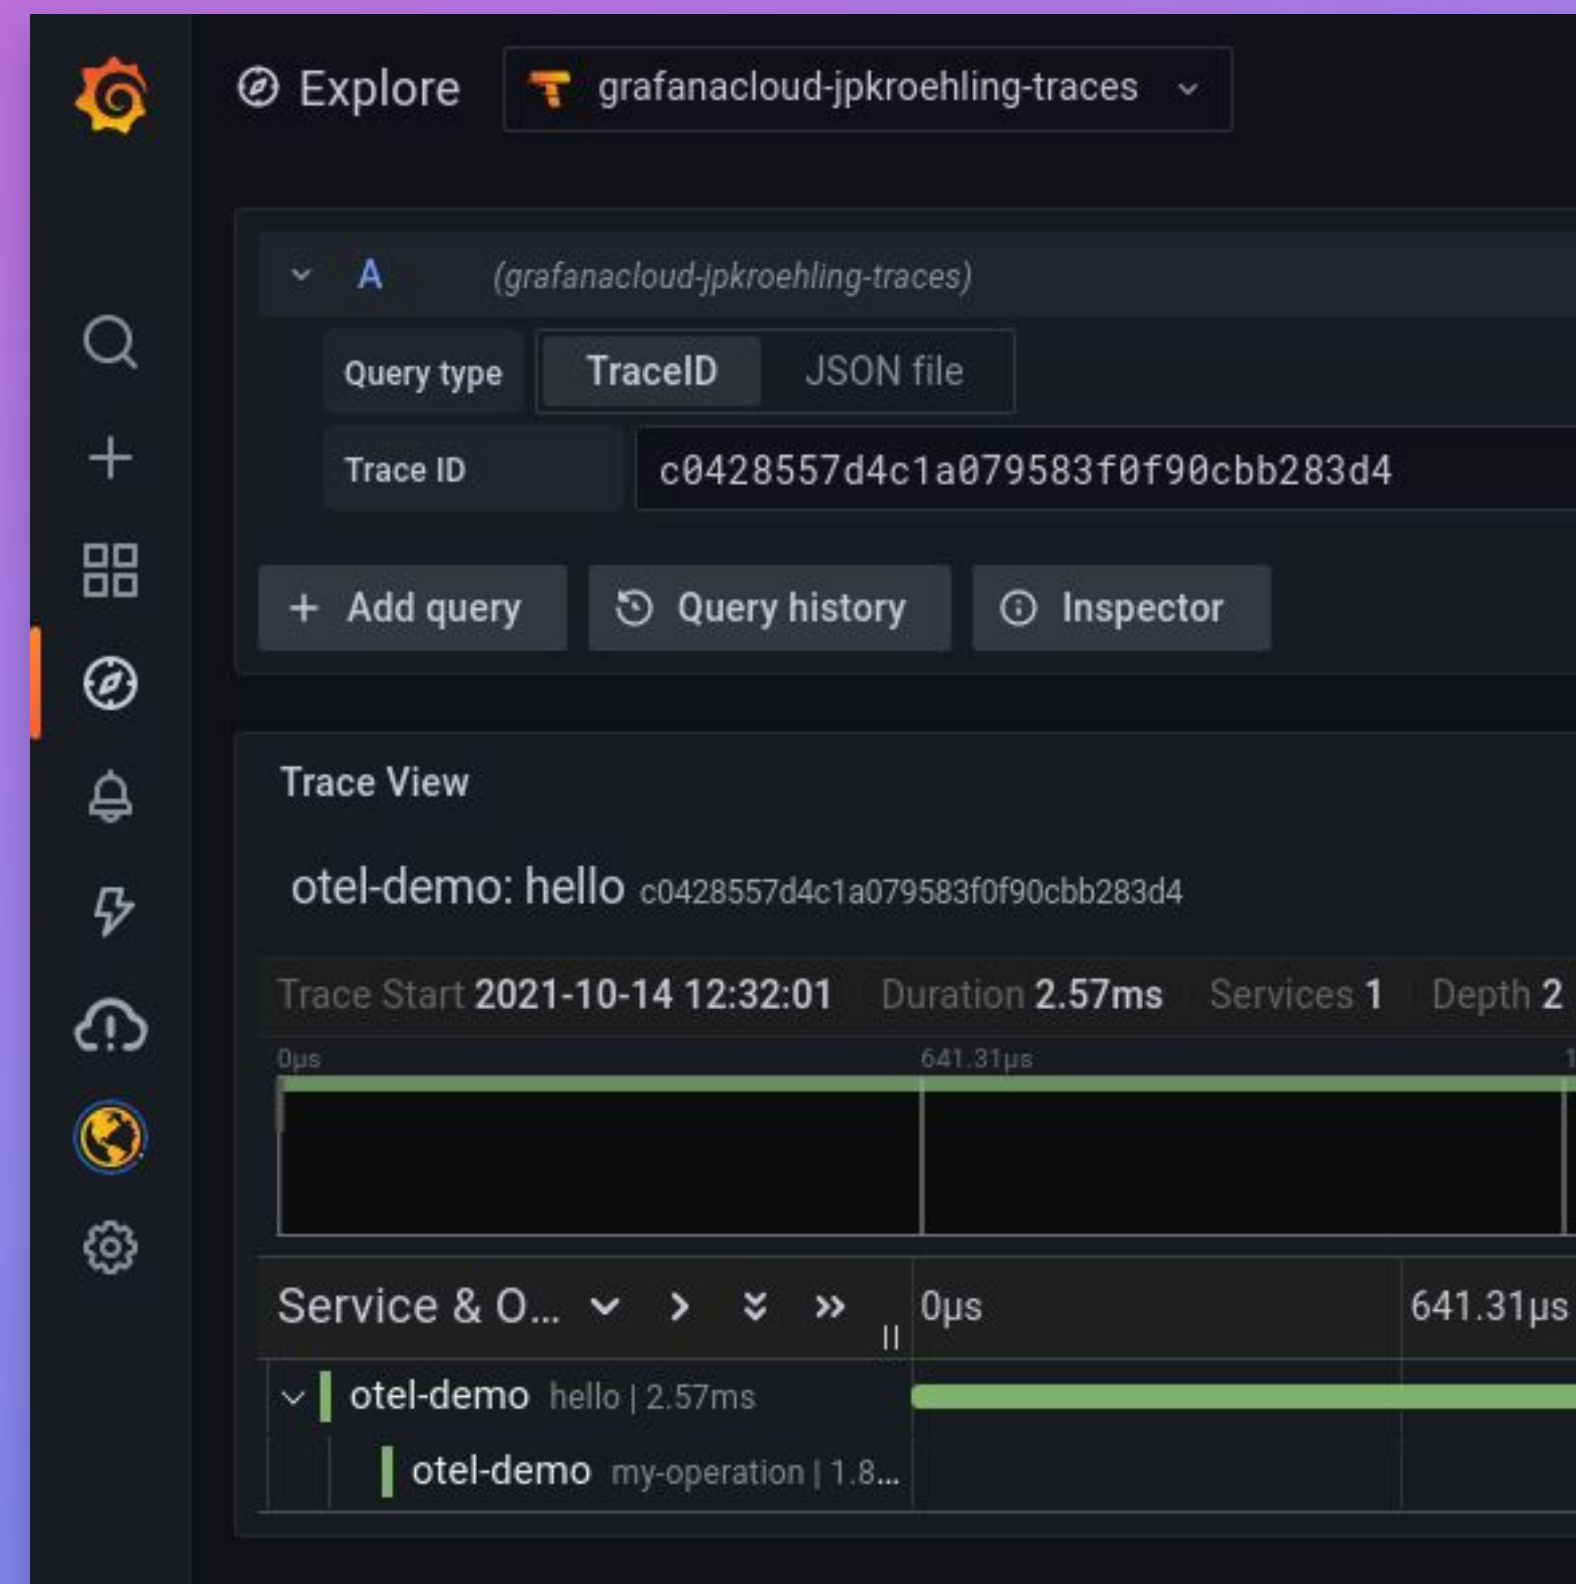 Explore grafanacloud-jpkroehling-traces
A (grafanacloud-jpkroehling-traces)
Query type TraceID JSON file
Trace ID c0428557d4c1a079583f0f90cbb283d4
+ Add query Query history Inspector
Trace View
otel-demo: hello c0428557d4c1a079583f0f90cbb283d4
Trace Start 2021-10-14 12:32:01 Duration 2.57ms Services 1 Depth 2
0μs 641.31μs 1
Service & O... 0μs 641.31μs
otel-demo hello | 2.57ms
otel-demo my-operation | 1.8...